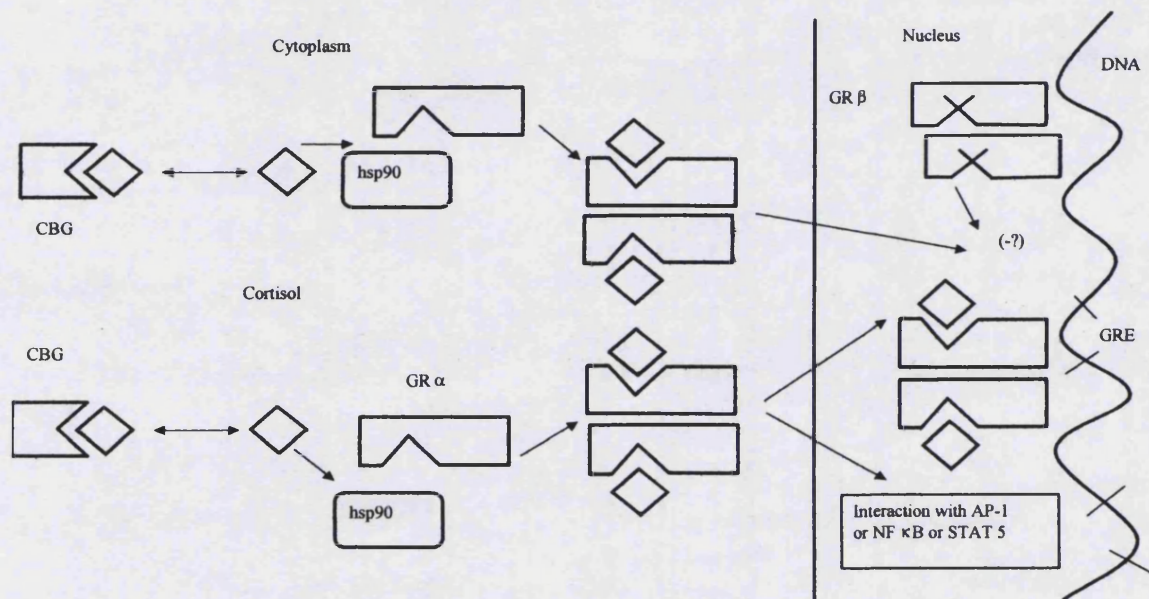 Cytoplasm
Nucleus
DNA
GR β
hsp90
CBG
(-?)
Cortisol
CBG
GRE
GR α
hsp90
Interaction with AP-1
or NF κB or STAT 5